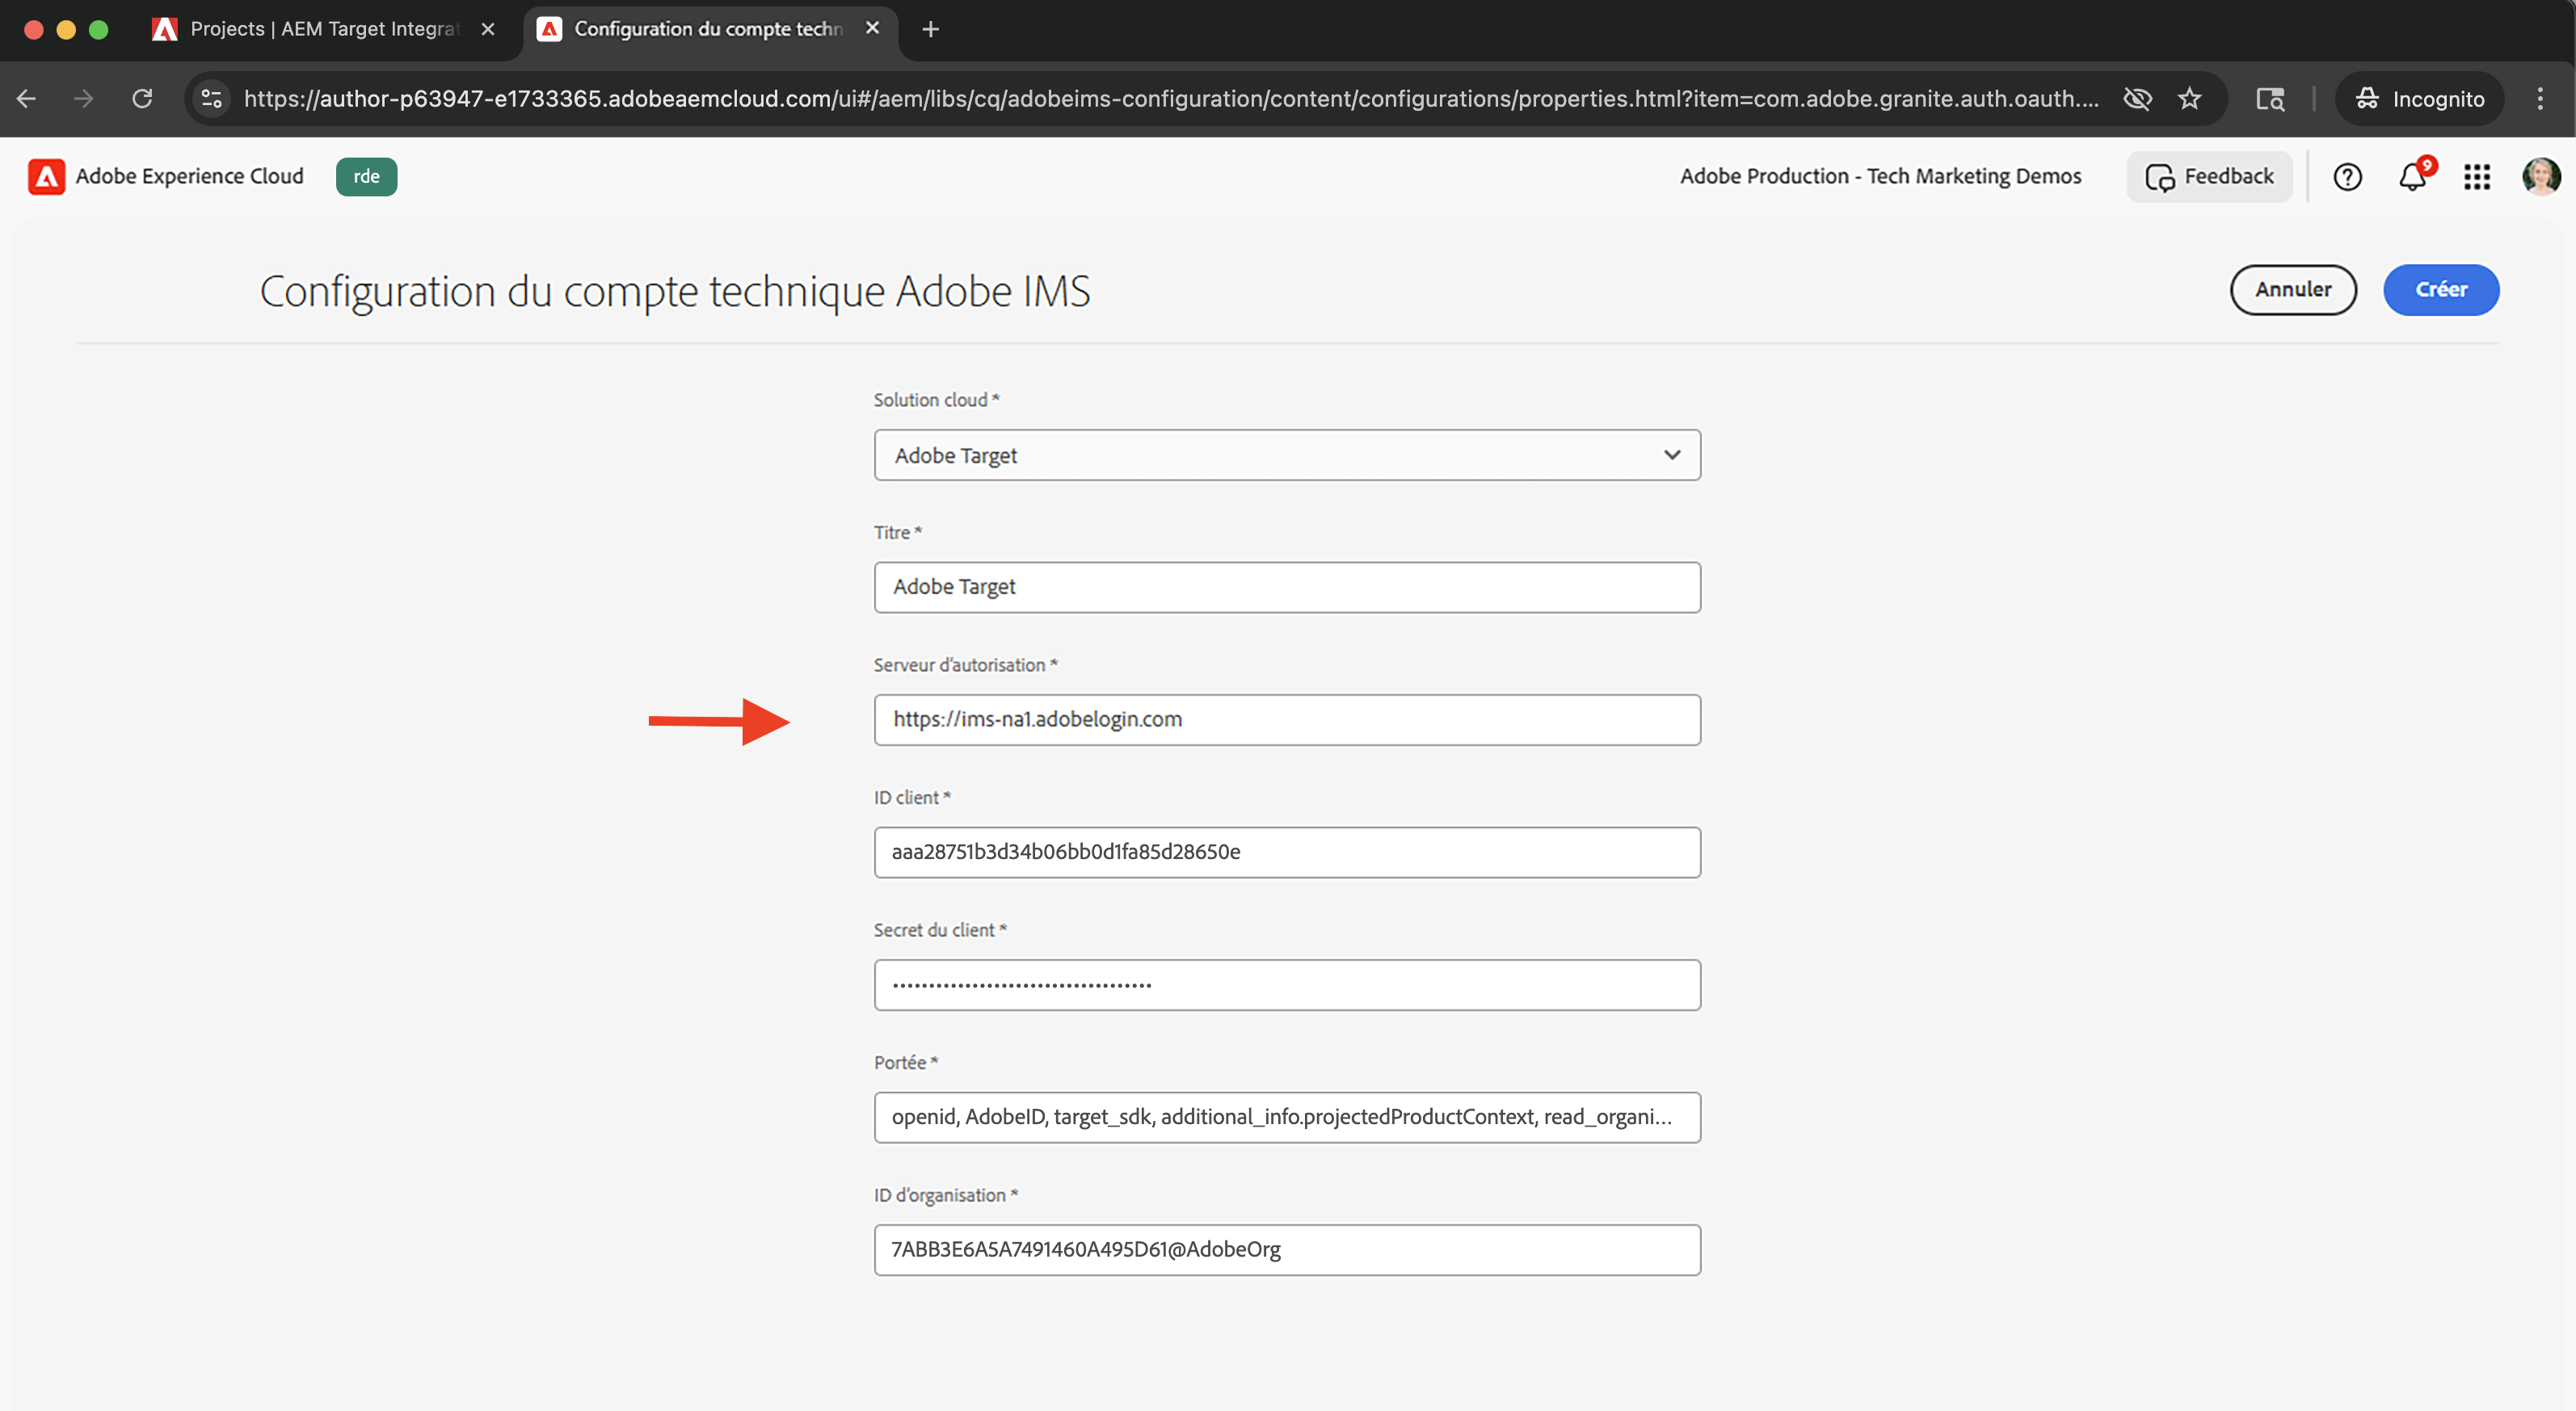 Projects | AEM Target Integrat
Configuration du compte techn
https://author-p63947-e1733365.adobeaemcloud.com/ui#/aem/libs/cq/adobeims-configuration/content/configurations/properties.html?item=com.adobe.granite.auth.oauth....
Incognito
Adobe Experience Cloud
rde
Adobe Production - Tech Marketing Demos
Feedback
9
Configuration du compte technique Adobe IMS
Annuler
Créer
Solution cloud *
Adobe Target
Titre *
Adobe Target
Serveur d'autorisation *
https://ims-na1.adobelogin.com
ID client *
aaa28751b3d34b06bb0d1fa85d28650e
Secret du client *
••••••••••••••••••••••••••••••••••••
Portée *
openid, AdobeID, target_sdk, additional_info.projectedProductContext, read_organi...
ID d'organisation *
7ABB3E6A5A7491460A495D61@AdobeOrg